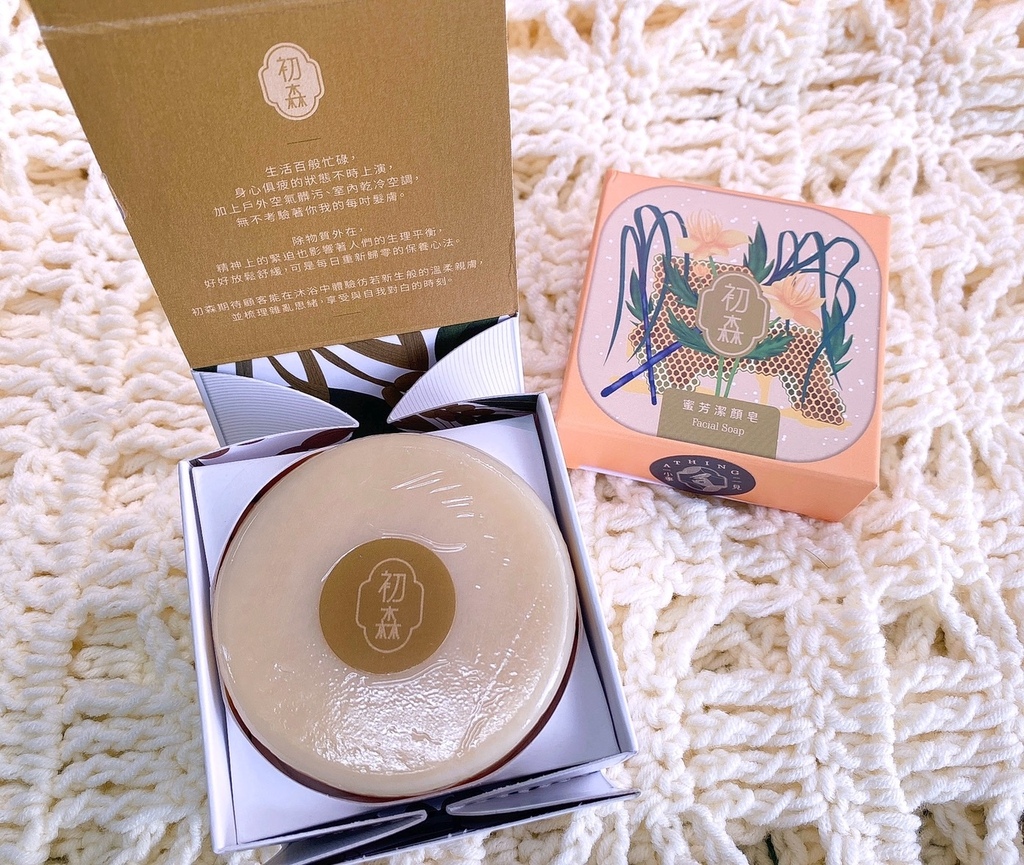 初森
生活百般忙碌，
身心俱疲的狀態不時上演，
加上戶外空氣髒污、室內乾冷空調，
無不考驗著你我的每吋髮膚。
除物質外在，
精神上的緊迫也影響著人們的生理平衡，
好好放鬆舒緩，可是每日重新歸零的保養心法。
初森期待顧客能在沐浴中體驗彷若新生般的溫柔親膚，
並梳理雜亂思緒，享受與自我對白的時刻。
初森
蜜芳潔顏皂
Facial Soap
ATHING
小事
二見
初森